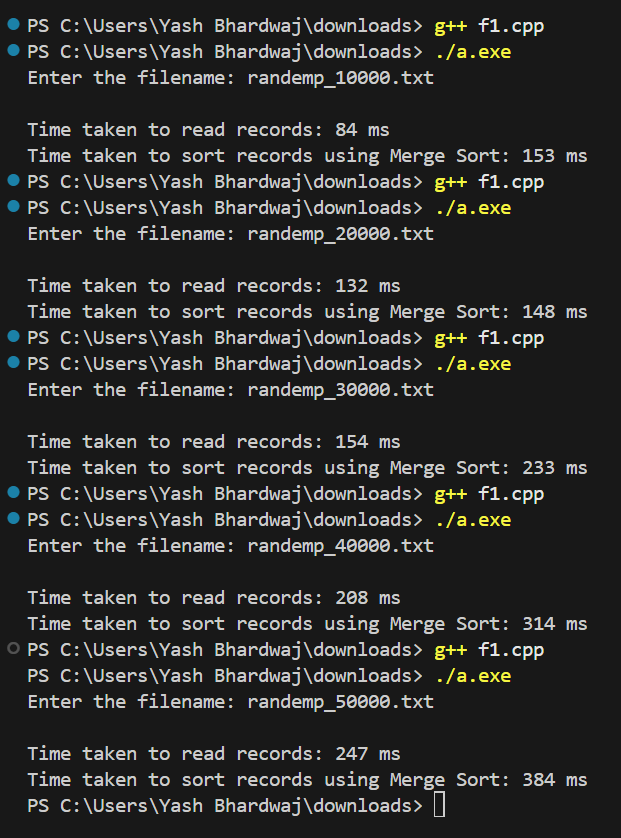 PS C:\Users\Yash Bhardwaj\downloads> g++ f1.cpp
PS C:\Users\Yash Bhardwaj\downloads> ./a.exe
Enter the filename: randemp_10000.txt
Time taken to read records: 84 ms
Time taken to sort records using Merge Sort: 153 ms
PS C:\Users\Yash Bhardwaj\downloads> g++ f1.cpp
PS C:\Users\Yash Bhardwaj\downloads> ./a.exe
Enter the filename: randemp_20000.txt
Time taken to read records: 132 ms
Time taken to sort records using Merge Sort: 148 ms
PS C:\Users\Yash Bhardwaj\downloads> g++ f1.cpp
PS C:\Users\Yash Bhardwaj\downloads> ./a.exe
Enter the filename: randemp_30000.txt
Time taken to read records: 154 ms
Time taken to sort records using Merge Sort: 233 ms
PS C:\Users\Yash Bhardwaj\downloads> g++ f1.cpp
PS C:\Users\Yash Bhardwaj\downloads> ./a.exe
Enter the filename: randemp_40000.txt
Time taken to read records: 208 ms
Time taken to sort records using Merge Sort: 314 ms
PS C:\Users\Yash Bhardwaj\downloads> g++ f1.cpp
PS C:\Users\Yash Bhardwaj\downloads> ./a.exe
Enter the filename: randemp_50000.txt
Time taken to read records: 247 ms
Time taken to sort records using Merge Sort: 384 ms
PS C:\Users\Yash Bhardwaj\downloads>